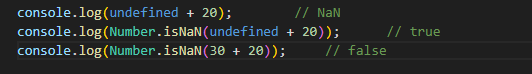 console.log(undefined + 20);          // NaN
console.log(Number.isNaN(undefined + 20));      // true
console.log(Number.isNaN(30 + 20));     // false